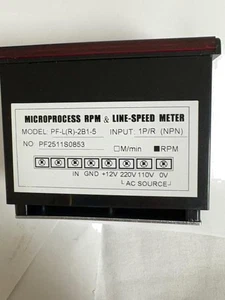 MICROPROCESS RPM & LINE-SPEED METER
MODEL: PF-L(R)-2B1-5 INPUT: 1P/R (NPN)
NO: PF2511S0853 □M/min ■RPM
IN GND +12V 220V 110V 0V
└AC SOURCE┘